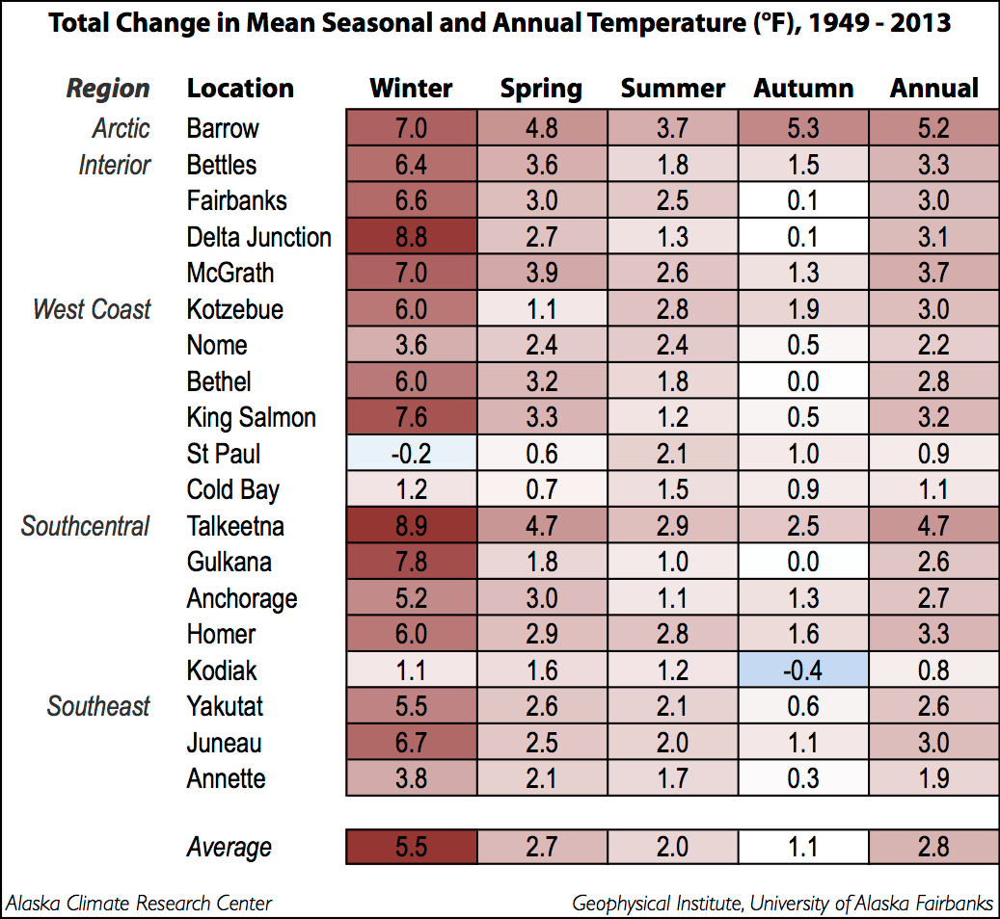 Total Change in Mean Seasonal and Annual Temperature (°F), 1949 - 2013
Region Location Winter Spring Summer Autumn Annual
Arctic Barrow 7.0 4.8 3.7 5.3 5.2
Interior Bettles 6.4 3.6 1.8 1.5 3.3
Fairbanks 6.6 3.0 2.5 0.1 3.0
Delta Junction 8.8 2.7 1.3 0.1 3.1
McGrath 7.0 3.9 2.6 1.3 3.7
West Coast Kotzebue 6.0 1.1 2.8 1.9 3.0
Nome 3.6 2.4 2.4 0.5 2.2
Bethel 6.0 3.2 1.8 0.0 2.8
King Salmon 7.6 3.3 1.2 0.5 3.2
St Paul -0.2 0.6 2.1 1.0 0.9
Cold Bay 1.2 0.7 1.5 0.9 1.1
Southcentral Talkeetna 8.9 4.7 2.9 2.5 4.7
Gulkana 7.8 1.8 1.0 0.0 2.6
Anchorage 5.2 3.0 1.1 1.3 2.7
Homer 6.0 2.9 2.8 1.6 3.3
Kodiak 1.1 1.6 1.2 -0.4 0.8
Southeast Yakutat 5.5 2.6 2.1 0.6 2.6
Juneau 6.7 2.5 2.0 1.1 3.0
Annette 3.8 2.1 1.7 0.3 1.9
Average 5.5 2.7 2.0 1.1 2.8
Alaska Climate Research Center Geophysical Institute, University of Alaska Fairbanks